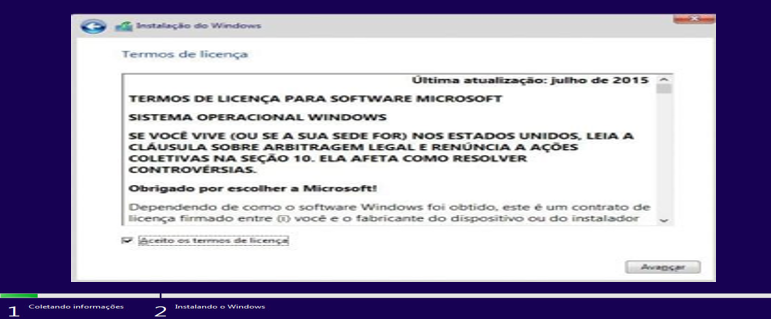 Instalação do Windows
Termos de licença
Última atualização: julho de 2015
TERMOS DE LICENÇA PARA SOFTWARE MICROSOFT
SISTEMA OPERACIONAL WINDOWS
SE VOCÊ VIVE (OU SE A SUA SEDE FOR) NOS ESTADOS UNIDOS, LEIA A
CLÁUSULA SOBRE ARBITRAGEM LEGAL E RENÚNCIA A AÇÕES
COLETIVAS NA SEÇÃO 10. ELA AFETA COMO RESOLVER
CONTROVÉRSIAS.
Obrigado por escolher a Microsoft!
Dependendo de como o software Windows foi obtido, este é um contrato de
licença firmado entre (i) você e o fabricante do dispositivo ou do instalador
Aceito os termos de licença
Avançar
1 Coletando informações
2 Instalando o Windows